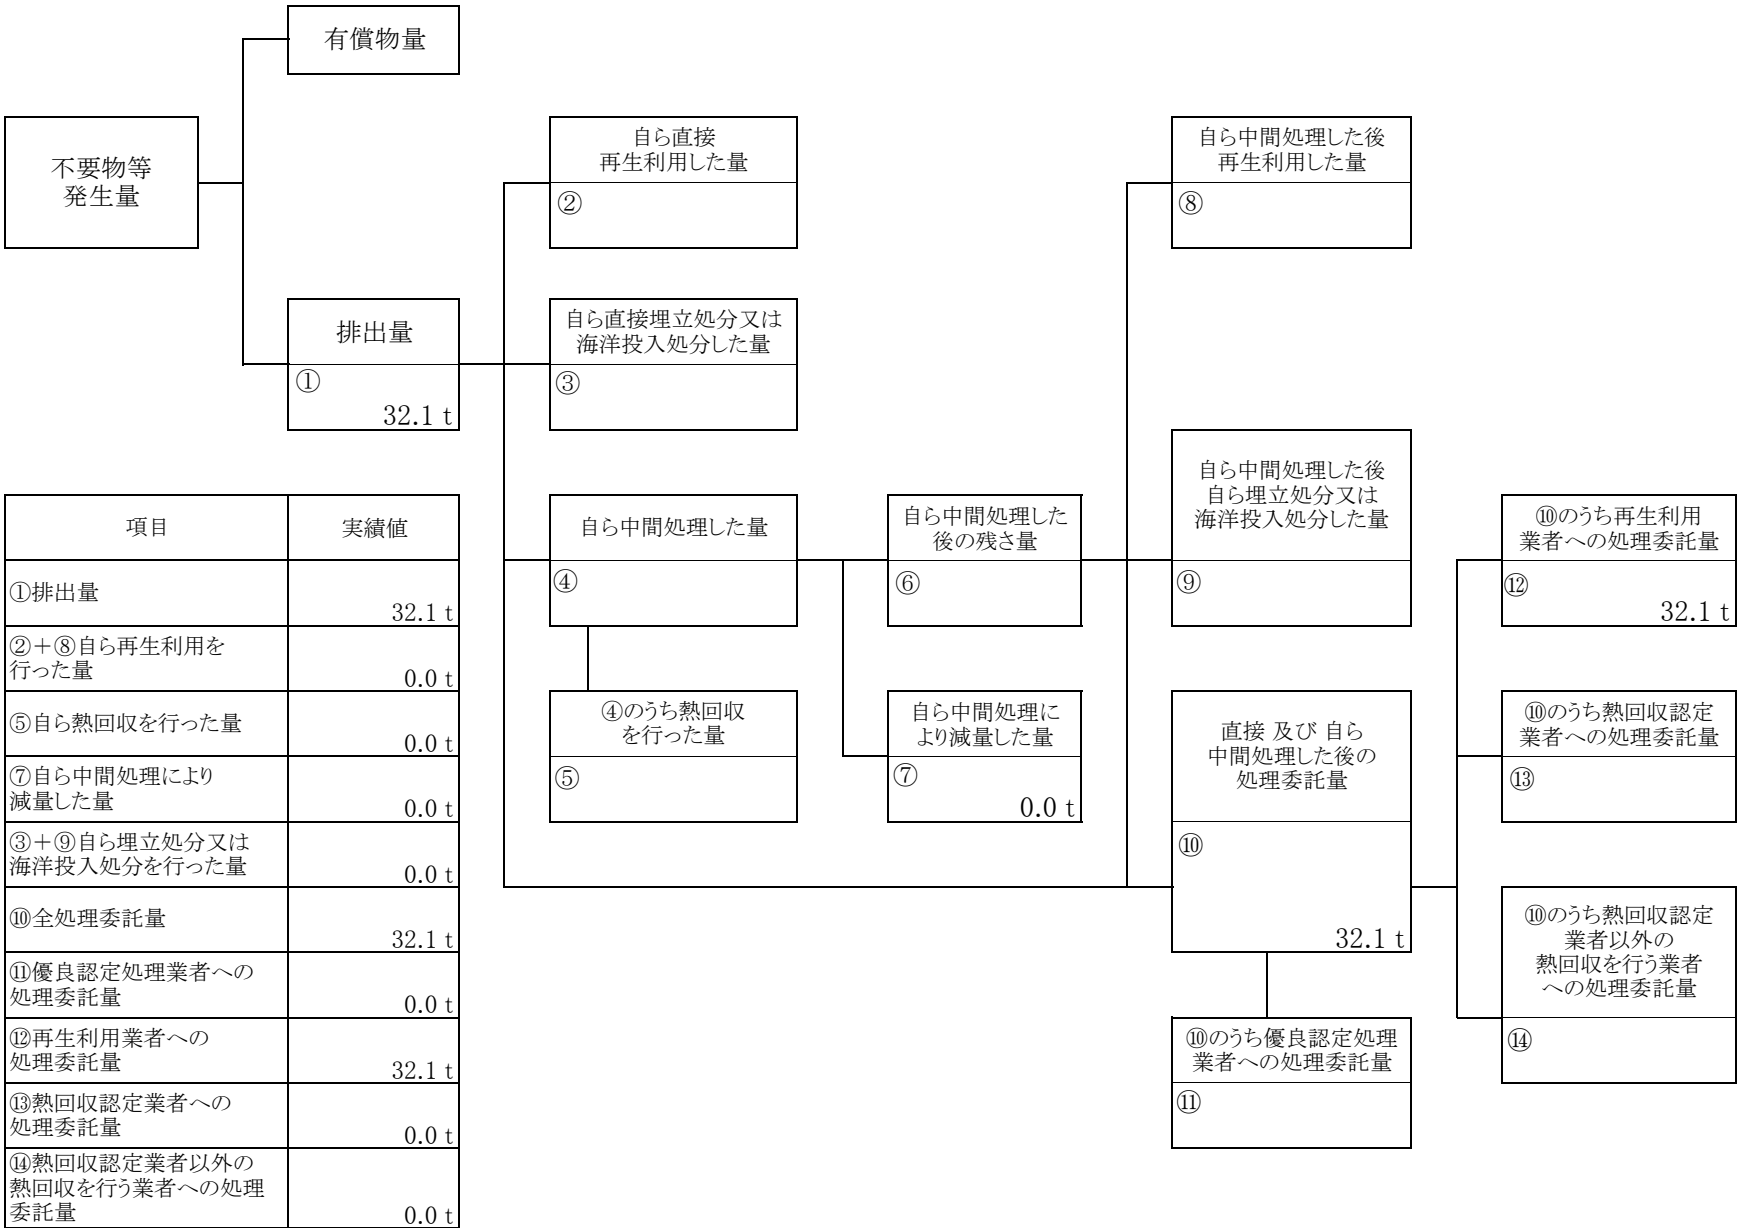 有償物量
不要物等
発生量
自ら直接
再生利用した量
②
自ら中間処理した後
再生利用した量
⑧
排出量
①
32.1 t
自ら直接埋立処分又は
海洋投入処分した量
③
自ら中間処理した量
④
自ら中間処理した
後の残さ量
⑥
自ら中間処理した後
自ら埋立処分又は
海洋投入処分した量
⑨
⑩のうち再生利用
業者への処理委託量
⑫
32.1 t
④のうち熱回収
を行った量
⑤
自ら中間処理に
より減量した量
⑦
0.0 t
直接 及び 自ら
中間処理した後の
処理委託量
⑩
32.1 t
⑩のうち熱回収認定
業者への処理委託量
⑬
⑩のうち熱回収認定
業者以外の
熱回収を行う業者
への処理委託量
⑭
⑩のうち優良認定処理
業者への処理委託量
⑪
項目 実績値
①排出量
32.1 t
②＋⑧自ら再生利用を
行った量
0.0 t
⑤自ら熱回収を行った量
0.0 t
⑦自ら中間処理により
減量した量
0.0 t
③＋⑨自ら埋立処分又は
海洋投入処分を行った量
0.0 t
⑩全処理委託量
32.1 t
⑪優良認定処理業者への
処理委託量
0.0 t
⑫再生利用業者への
処理委託量
32.1 t
⑬熱回収認定業者への
処理委託量
0.0 t
⑭熱回収認定業者以外の
熱回収を行う業者への処理
委託量
0.0 t